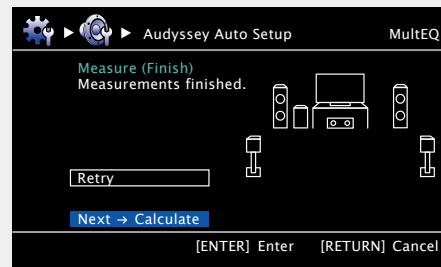 Audyssey Auto Setup MultEQ
Measure (Finish)
Measurements finished.
Retry
Next → Calculate
[ENTER] Enter [RETURN] Cancel